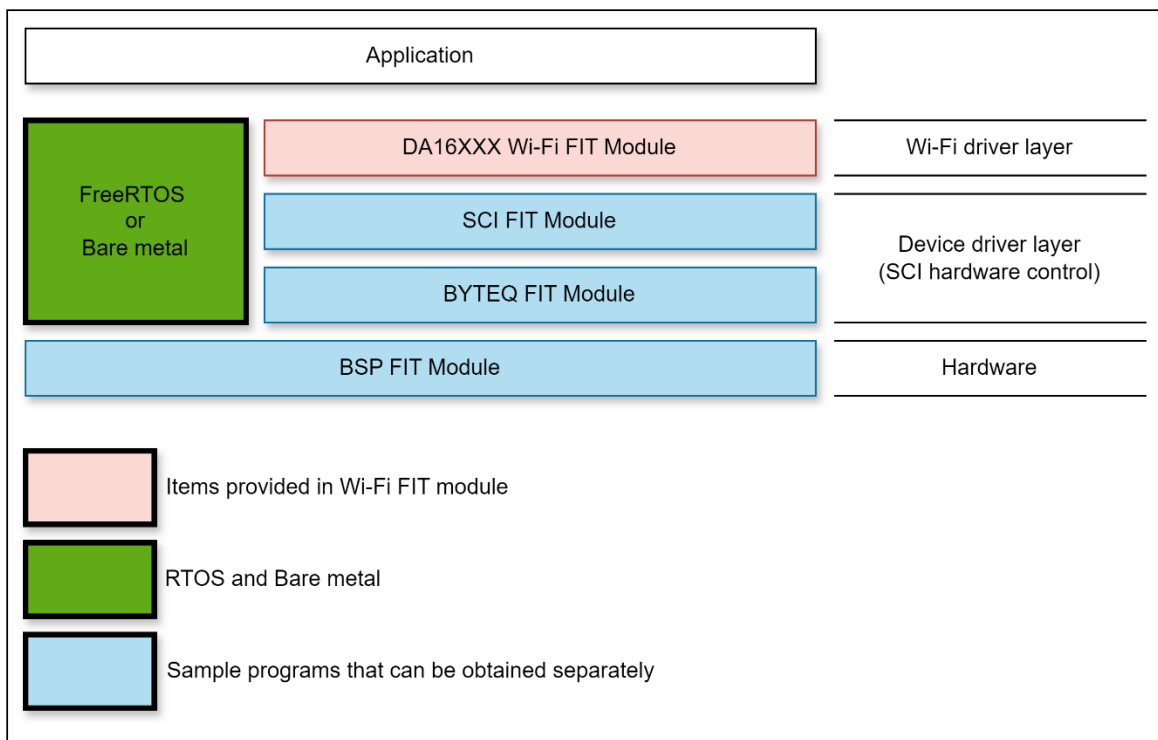 Application
FreeRTOS
or
Bare metal
DA16XXX Wi-Fi FIT Module
Wi-Fi driver layer
SCI FIT Module
BYTEQ FIT Module
Device driver layer
(SCI hardware control)
BSP FIT Module
Hardware
Items provided in Wi-Fi FIT module
RTOS and Bare metal
Sample programs that can be obtained separately